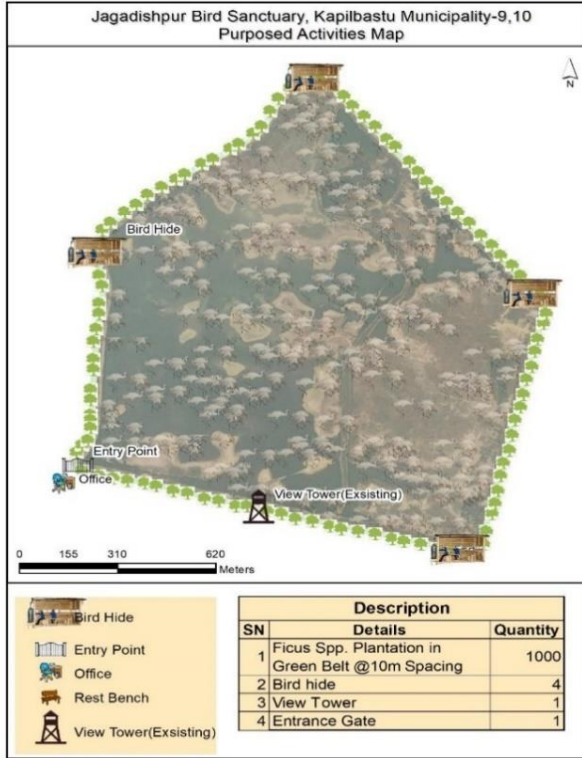 Jagadishpur Bird Sanctuary, Kapilbastu Municipality-9,10
Purposed Activities Map
N
Bird Hide
Entry Point
Office
View Tower(Exsisting)
0 155 310 620
Meters
Bird Hide
Entry Point
Office
Rest Bench
View Tower(Exsisting)
Description
SN Details Quantity
1 Ficus Spp. Plantation in
Green Belt @10m Spacing 1000
2 Bird hide 4
3 View Tower 1
4 Entrance Gate 1